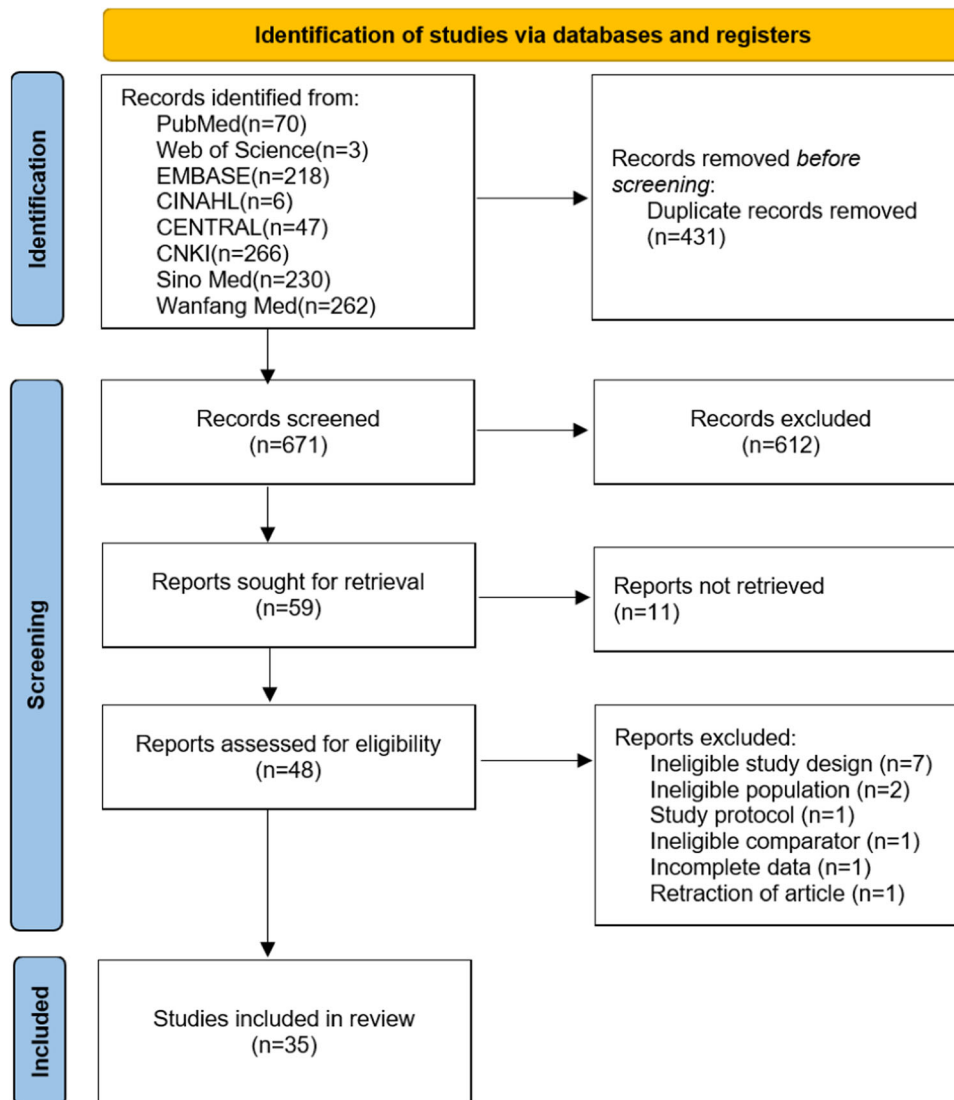 Identification of studies via databases and registers
Identification
Records identified from:
PubMed(n=70)
Web of Science(n=3)
EMBASE(n=218)
CINAHL(n=6)
CENTRAL(n=47)
CNKI(n=266)
Sino Med(n=230)
Wanfang Med(n=262)
Records removed before
screening:
Duplicate records removed
(n=431)
Screening
Records screened
(n=671)
Records excluded
(n=612)
Reports sought for retrieval
(n=59)
Reports not retrieved
(n=11)
Reports assessed for eligibility
(n=48)
Reports excluded:
Ineligible study design (n=7)
Ineligible population (n=2)
Study protocol (n=1)
Ineligible comparator (n=1)
Incomplete data (n=1)
Retraction of article (n=1)
Included
Studies included in review
(n=35)